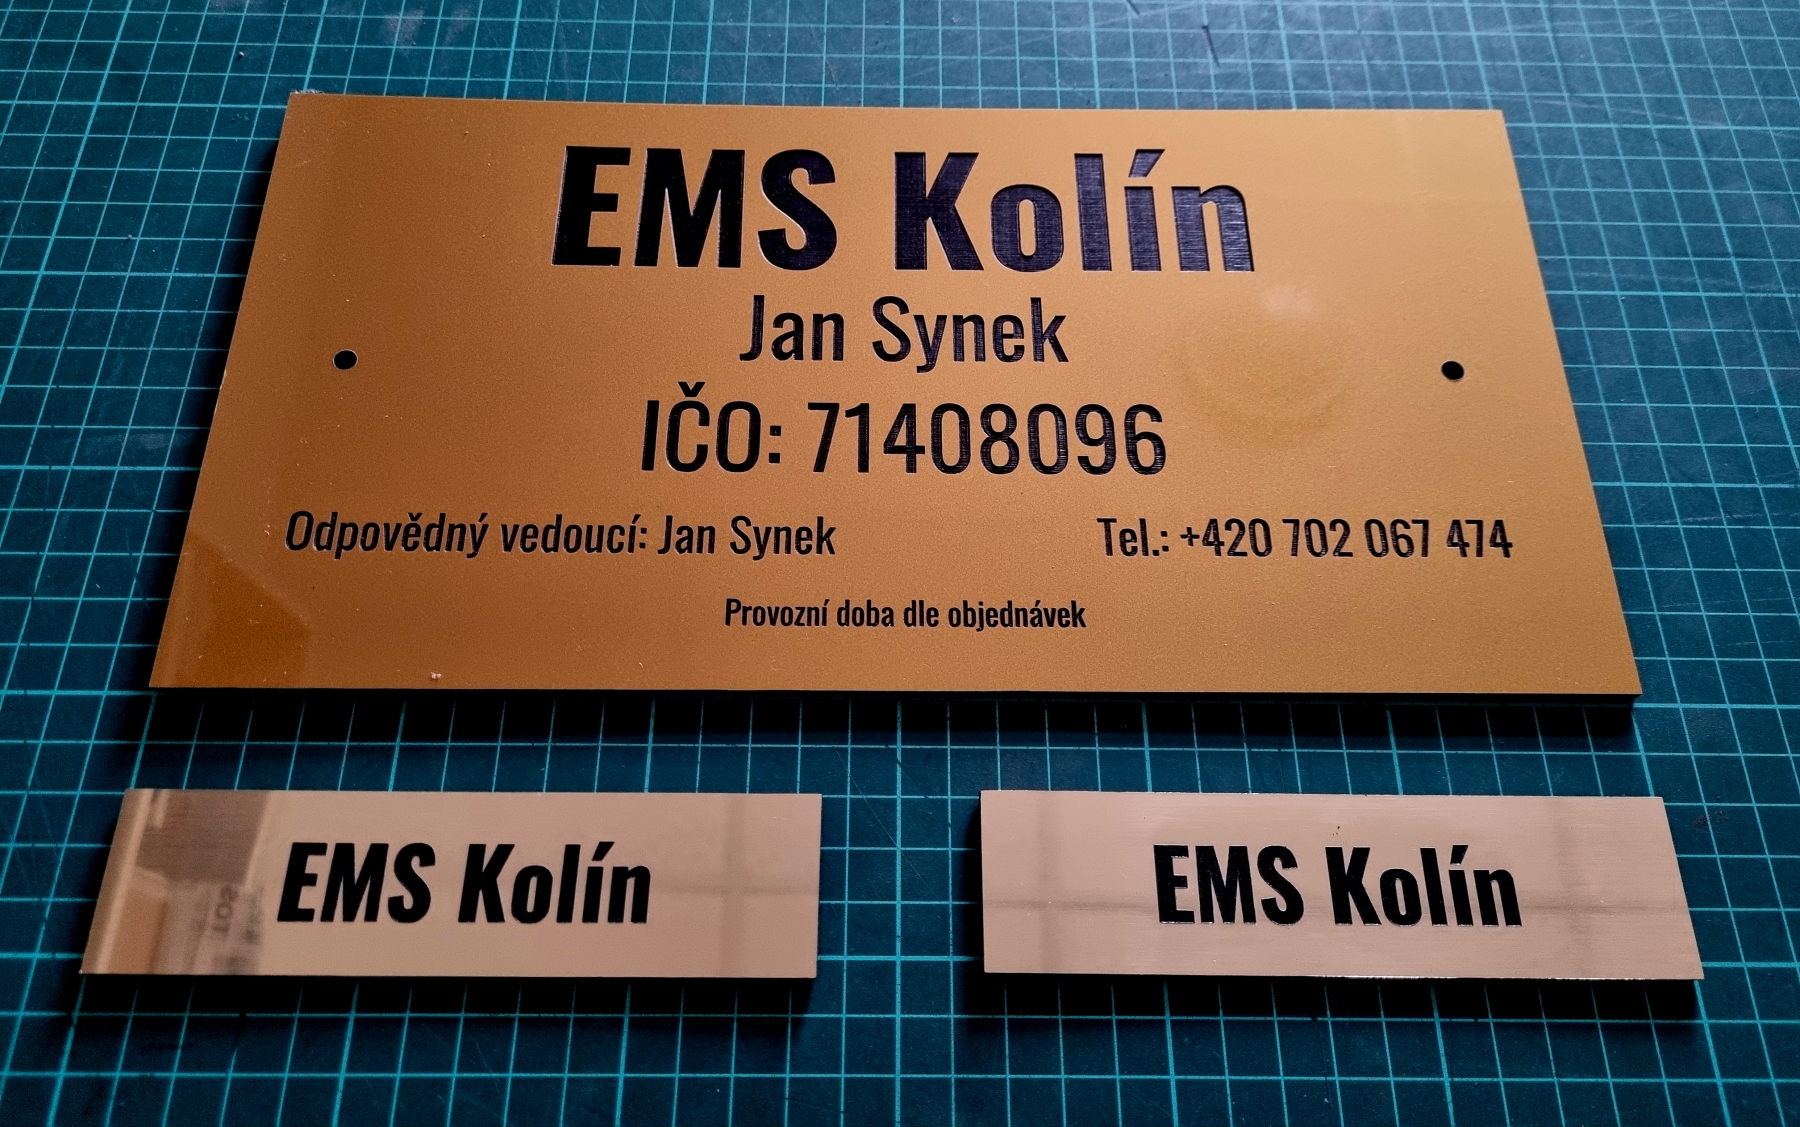 EMS Kolín
Jan Synek
IČO: 71408096
Odpovědný vedoucí: Jan Synek Tel.: +420 702 067 474
Provozní doba dle objednávek
EMS Kolín EMS Kolín